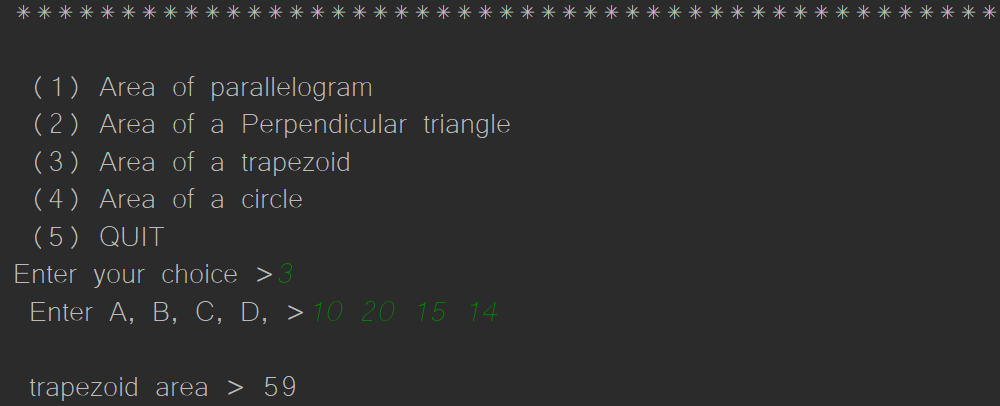 ***********************************************
(1) Area of parallelogram
(2) Area of a Perpendicular triangle
(3) Area of a trapezoid
(4) Area of a circle
(5) QUIT
Enter your choice >3
Enter A, B, C, D, >10 20 15 14
trapezoid area > 59